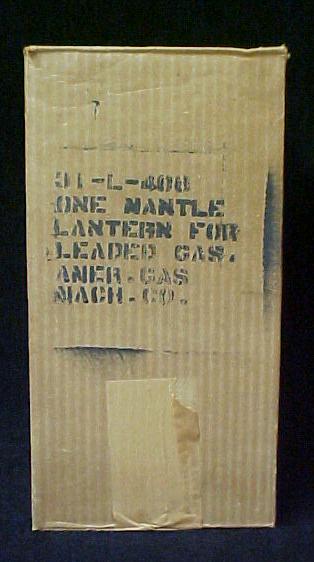 51-L-408
ONE MANTLE
LANTERN FOR
LEADED GAS.
AMER.GAS
MACH.CO.